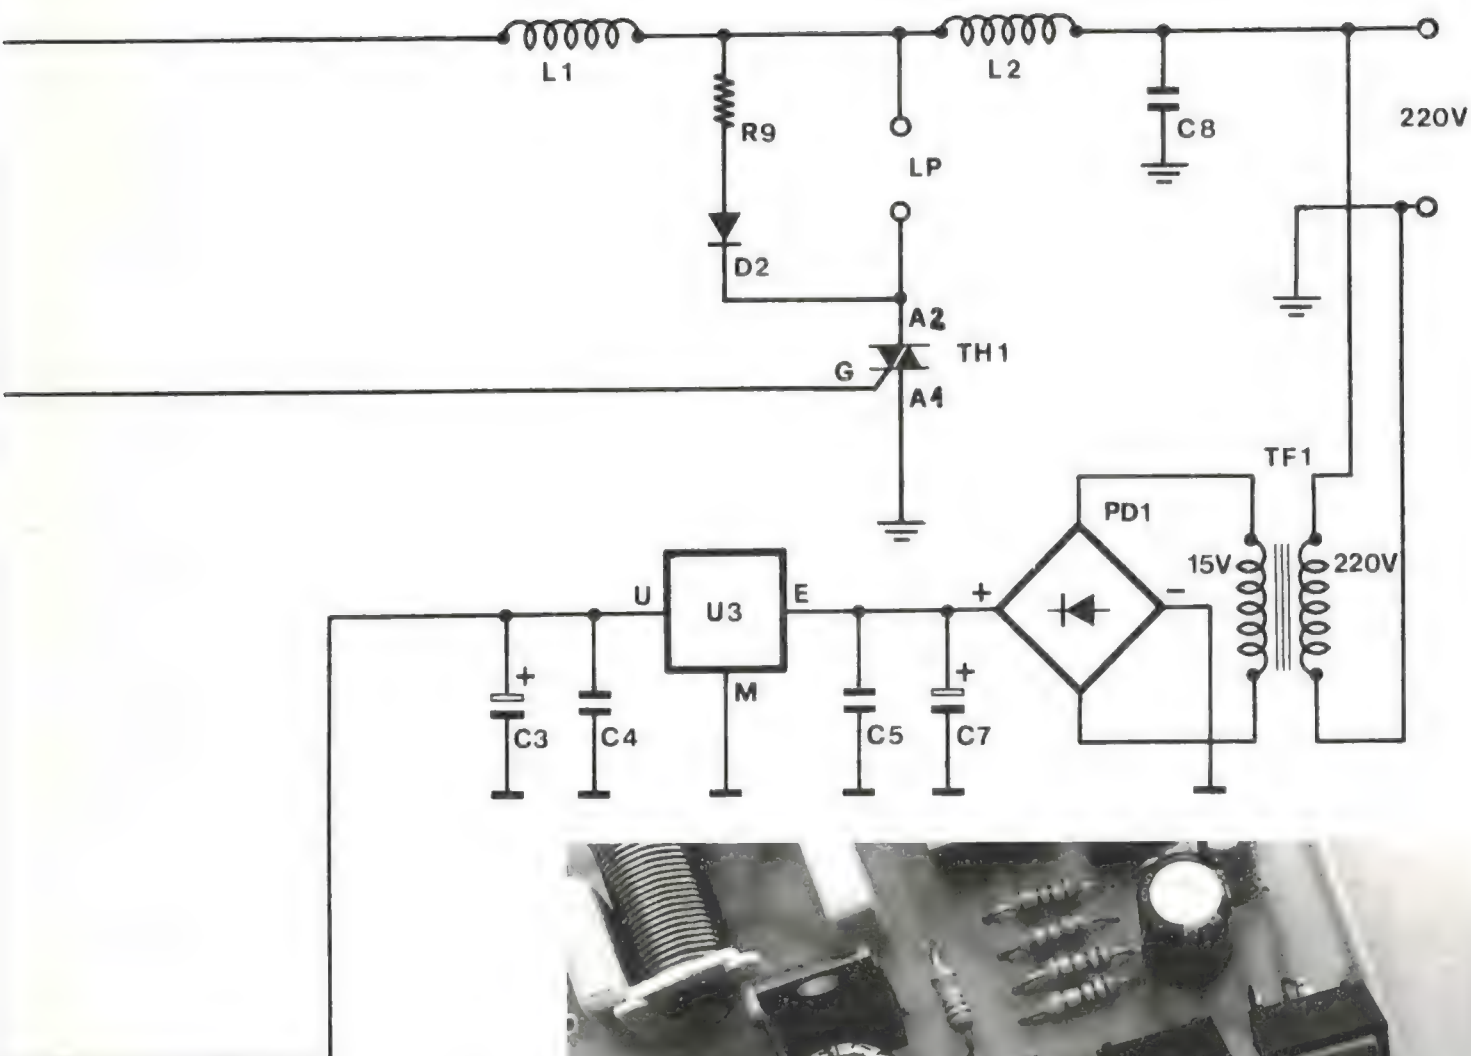 L1
L2
R9
C8
220V
LP
D2
A2
TH1
G
A1
TF1
PD1
15V
220V
U
U3
E
+
-
M
+
C3
C4
C5
+
C7